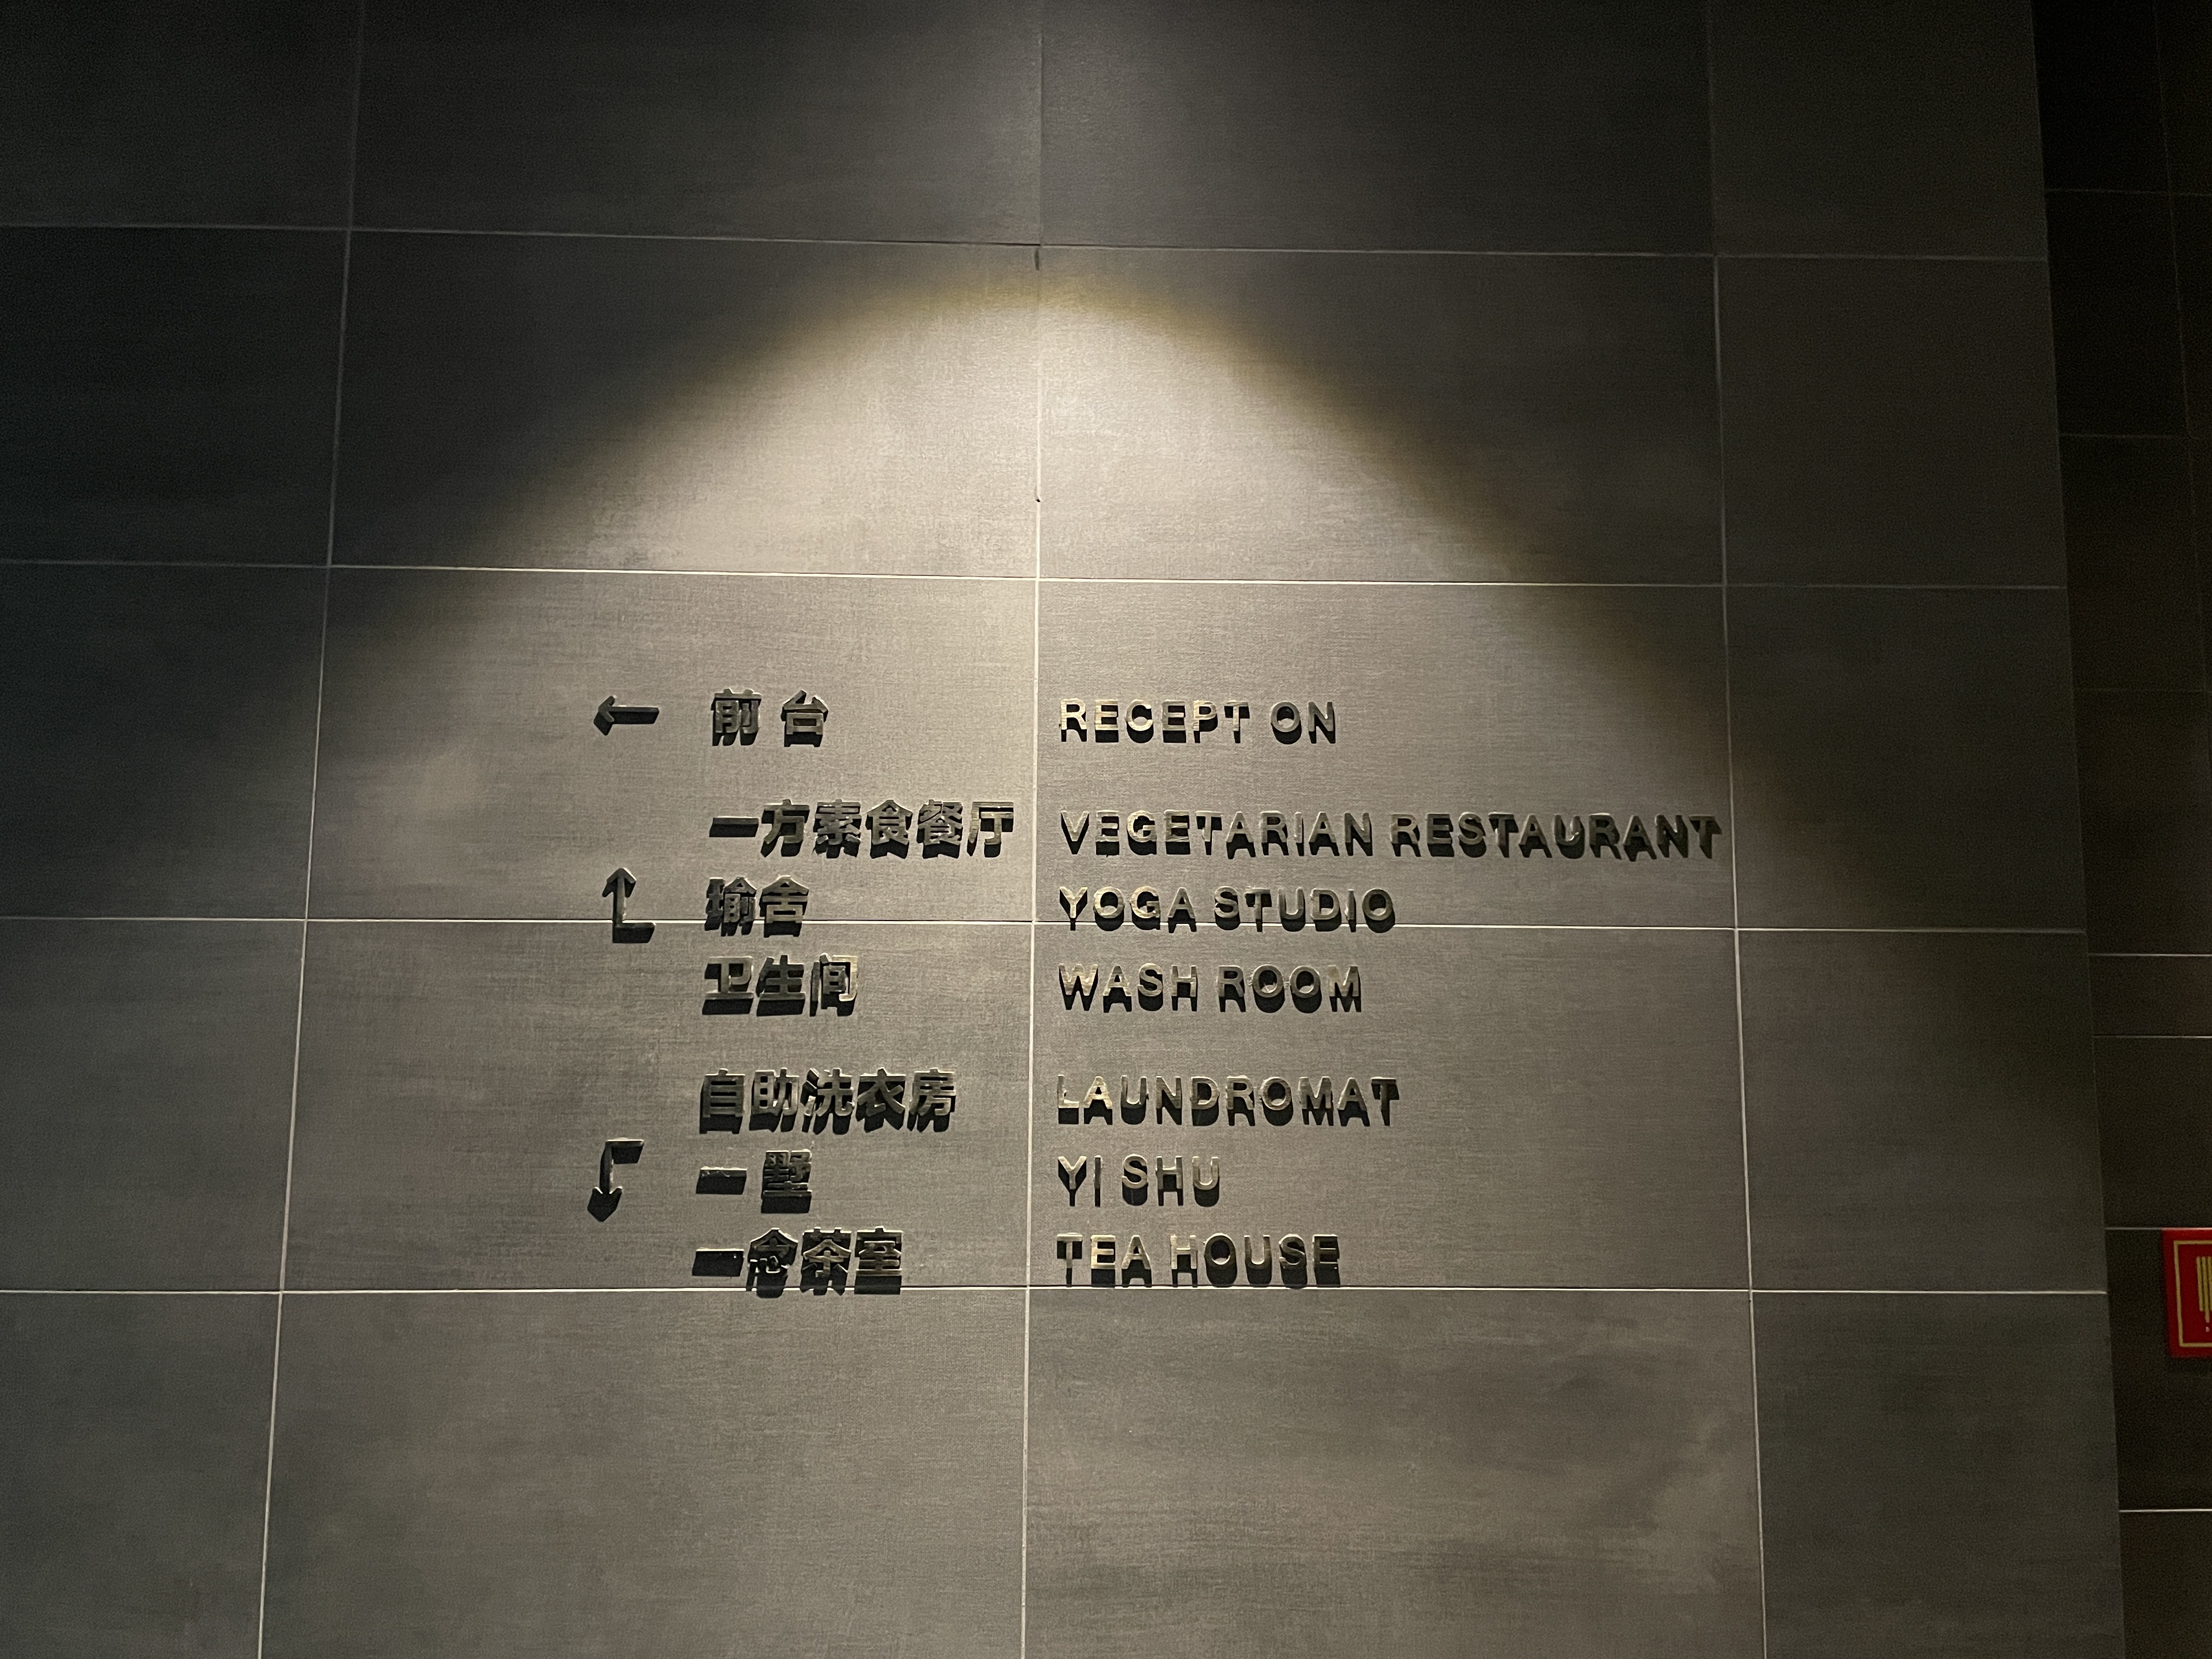 ← 前台 RECEPT ON
一方素食餐厅 VEGETARIAN RESTAURANT
瑜舍 YOGA STUDIO
卫生间 WASH ROOM
自助洗衣房 LAUNDROMAT
一墅 YI SHU
一念茶室 TEA HOUSE